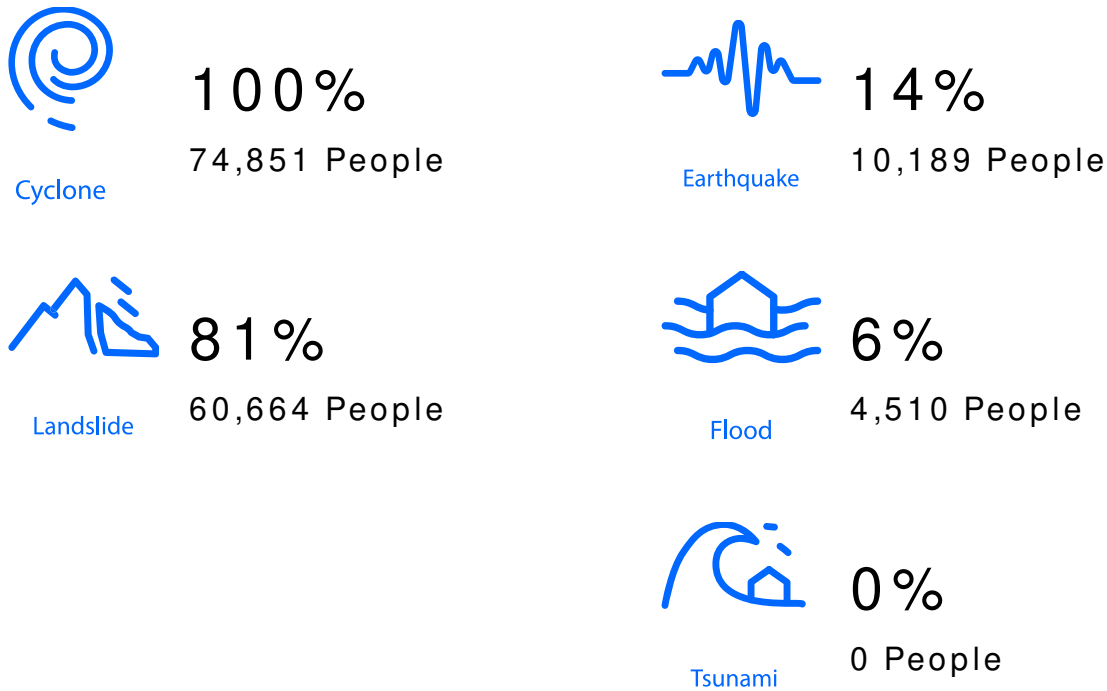 100%
74,851 People
Cyclone
14%
10,189 People
Earthquake
81%
60,664 People
Landslide
6%
4,510 People
Flood
0%
0 People
Tsunami